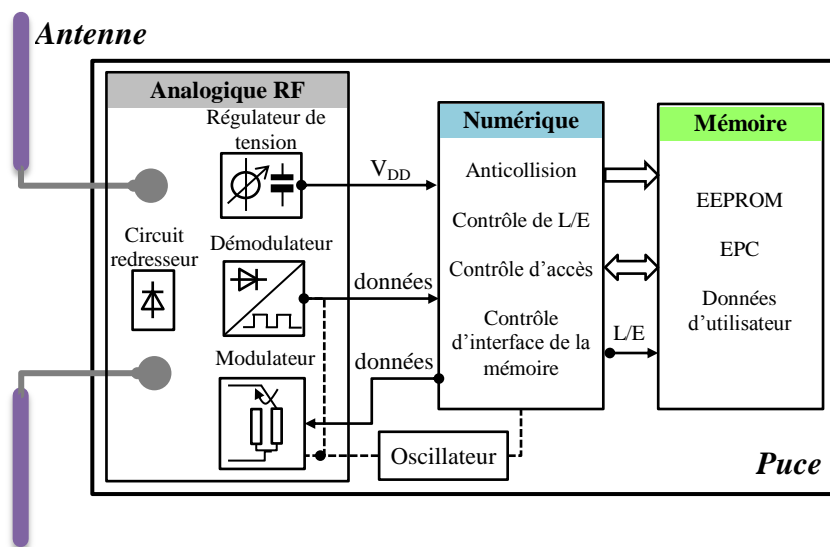 Antenne
Analogique RF
Régulateur de
tension
Circuit
redresseur
Démodulateur
Modulateur
V_DD
données
données
Numérique
Anticollision
Contrôle de L/E
Contrôle d'accès
Contrôle
d'interface de la
mémoire
L/E
Mémoire
EEPROM
EPC
Données
d'utilisateur
Oscillateur
Puce